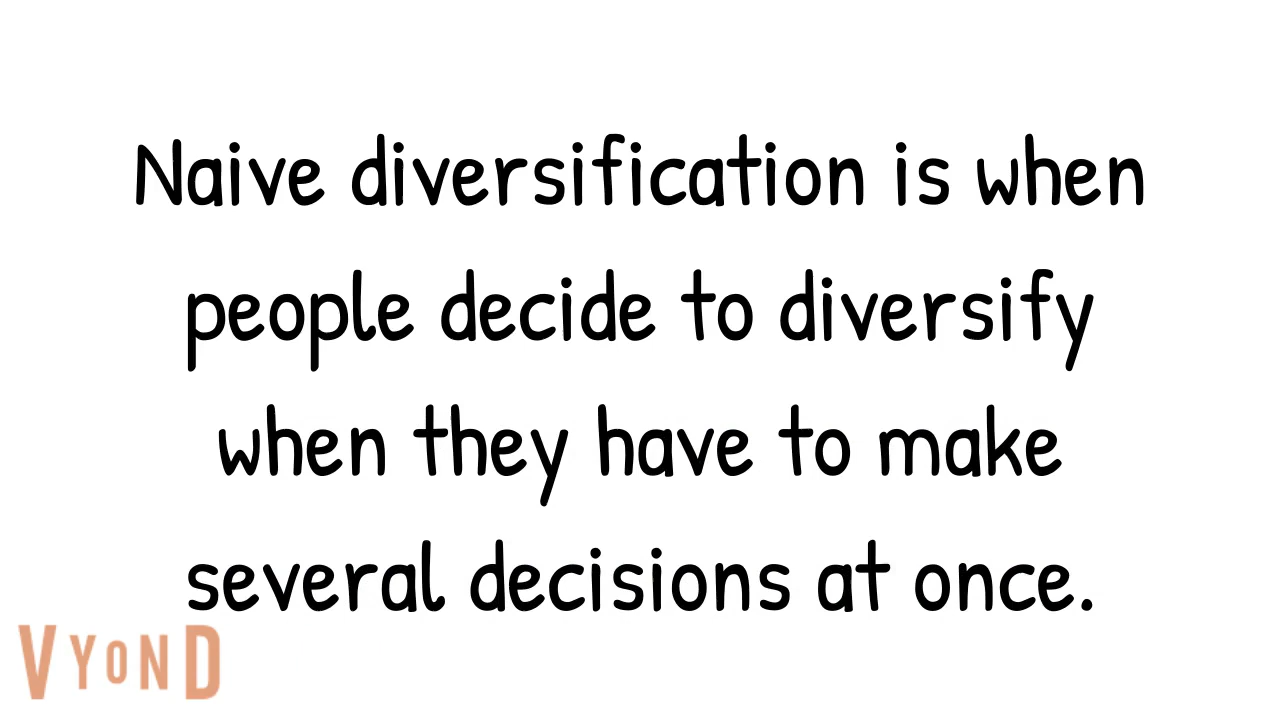 Naive diversification is when
people decide to diversify
when they have to make
several decisions at once.
VYOND